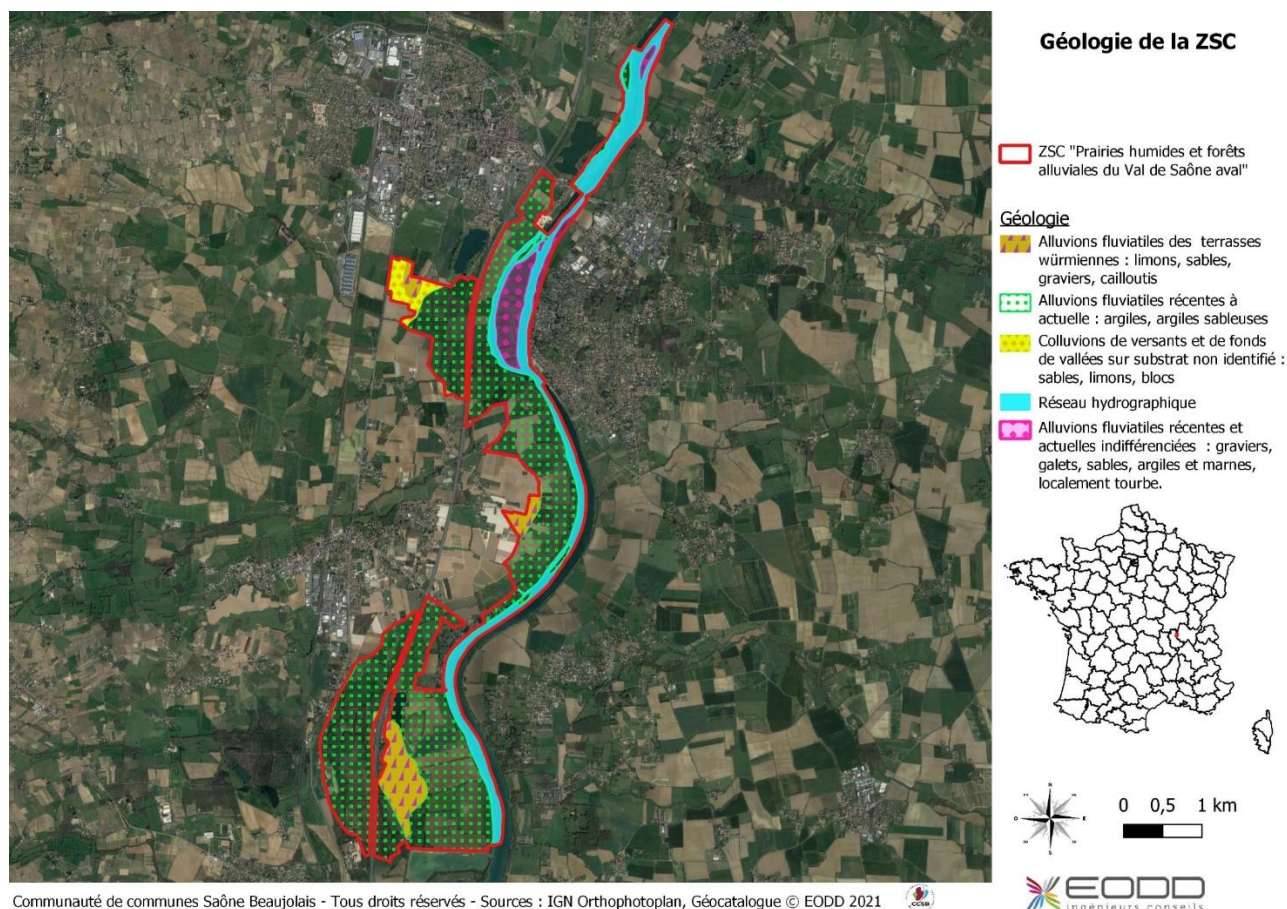 Géologie de la ZSC
ZSC "Prairies humides et forêts
alluviales du Val de Saône aval"
Géologie
Alluvions fluviatiles des terrasses
würmiennes : limons, sables,
graviers, cailloutis
Alluvions fluviatiles récentes à
actuelle : argiles, argiles sableuses
Colluvions de versants et de fonds
de vallées sur substrat non identifié :
sables, limons, blocs
Réseau hydrographique
Alluvions fluviatiles récentes et
actuelles indifférenciées : graviers,
galets, sables, argiles et marnes,
localement tourbe.
N
O
E
S
0 0,5 1 km
EODD
ingénieurs conseils
Communauté de communes Saône Beaujolais - Tous droits réservés - Sources : IGN Orthophotoplan, Géocatalogue © EODD 2021
CCSB